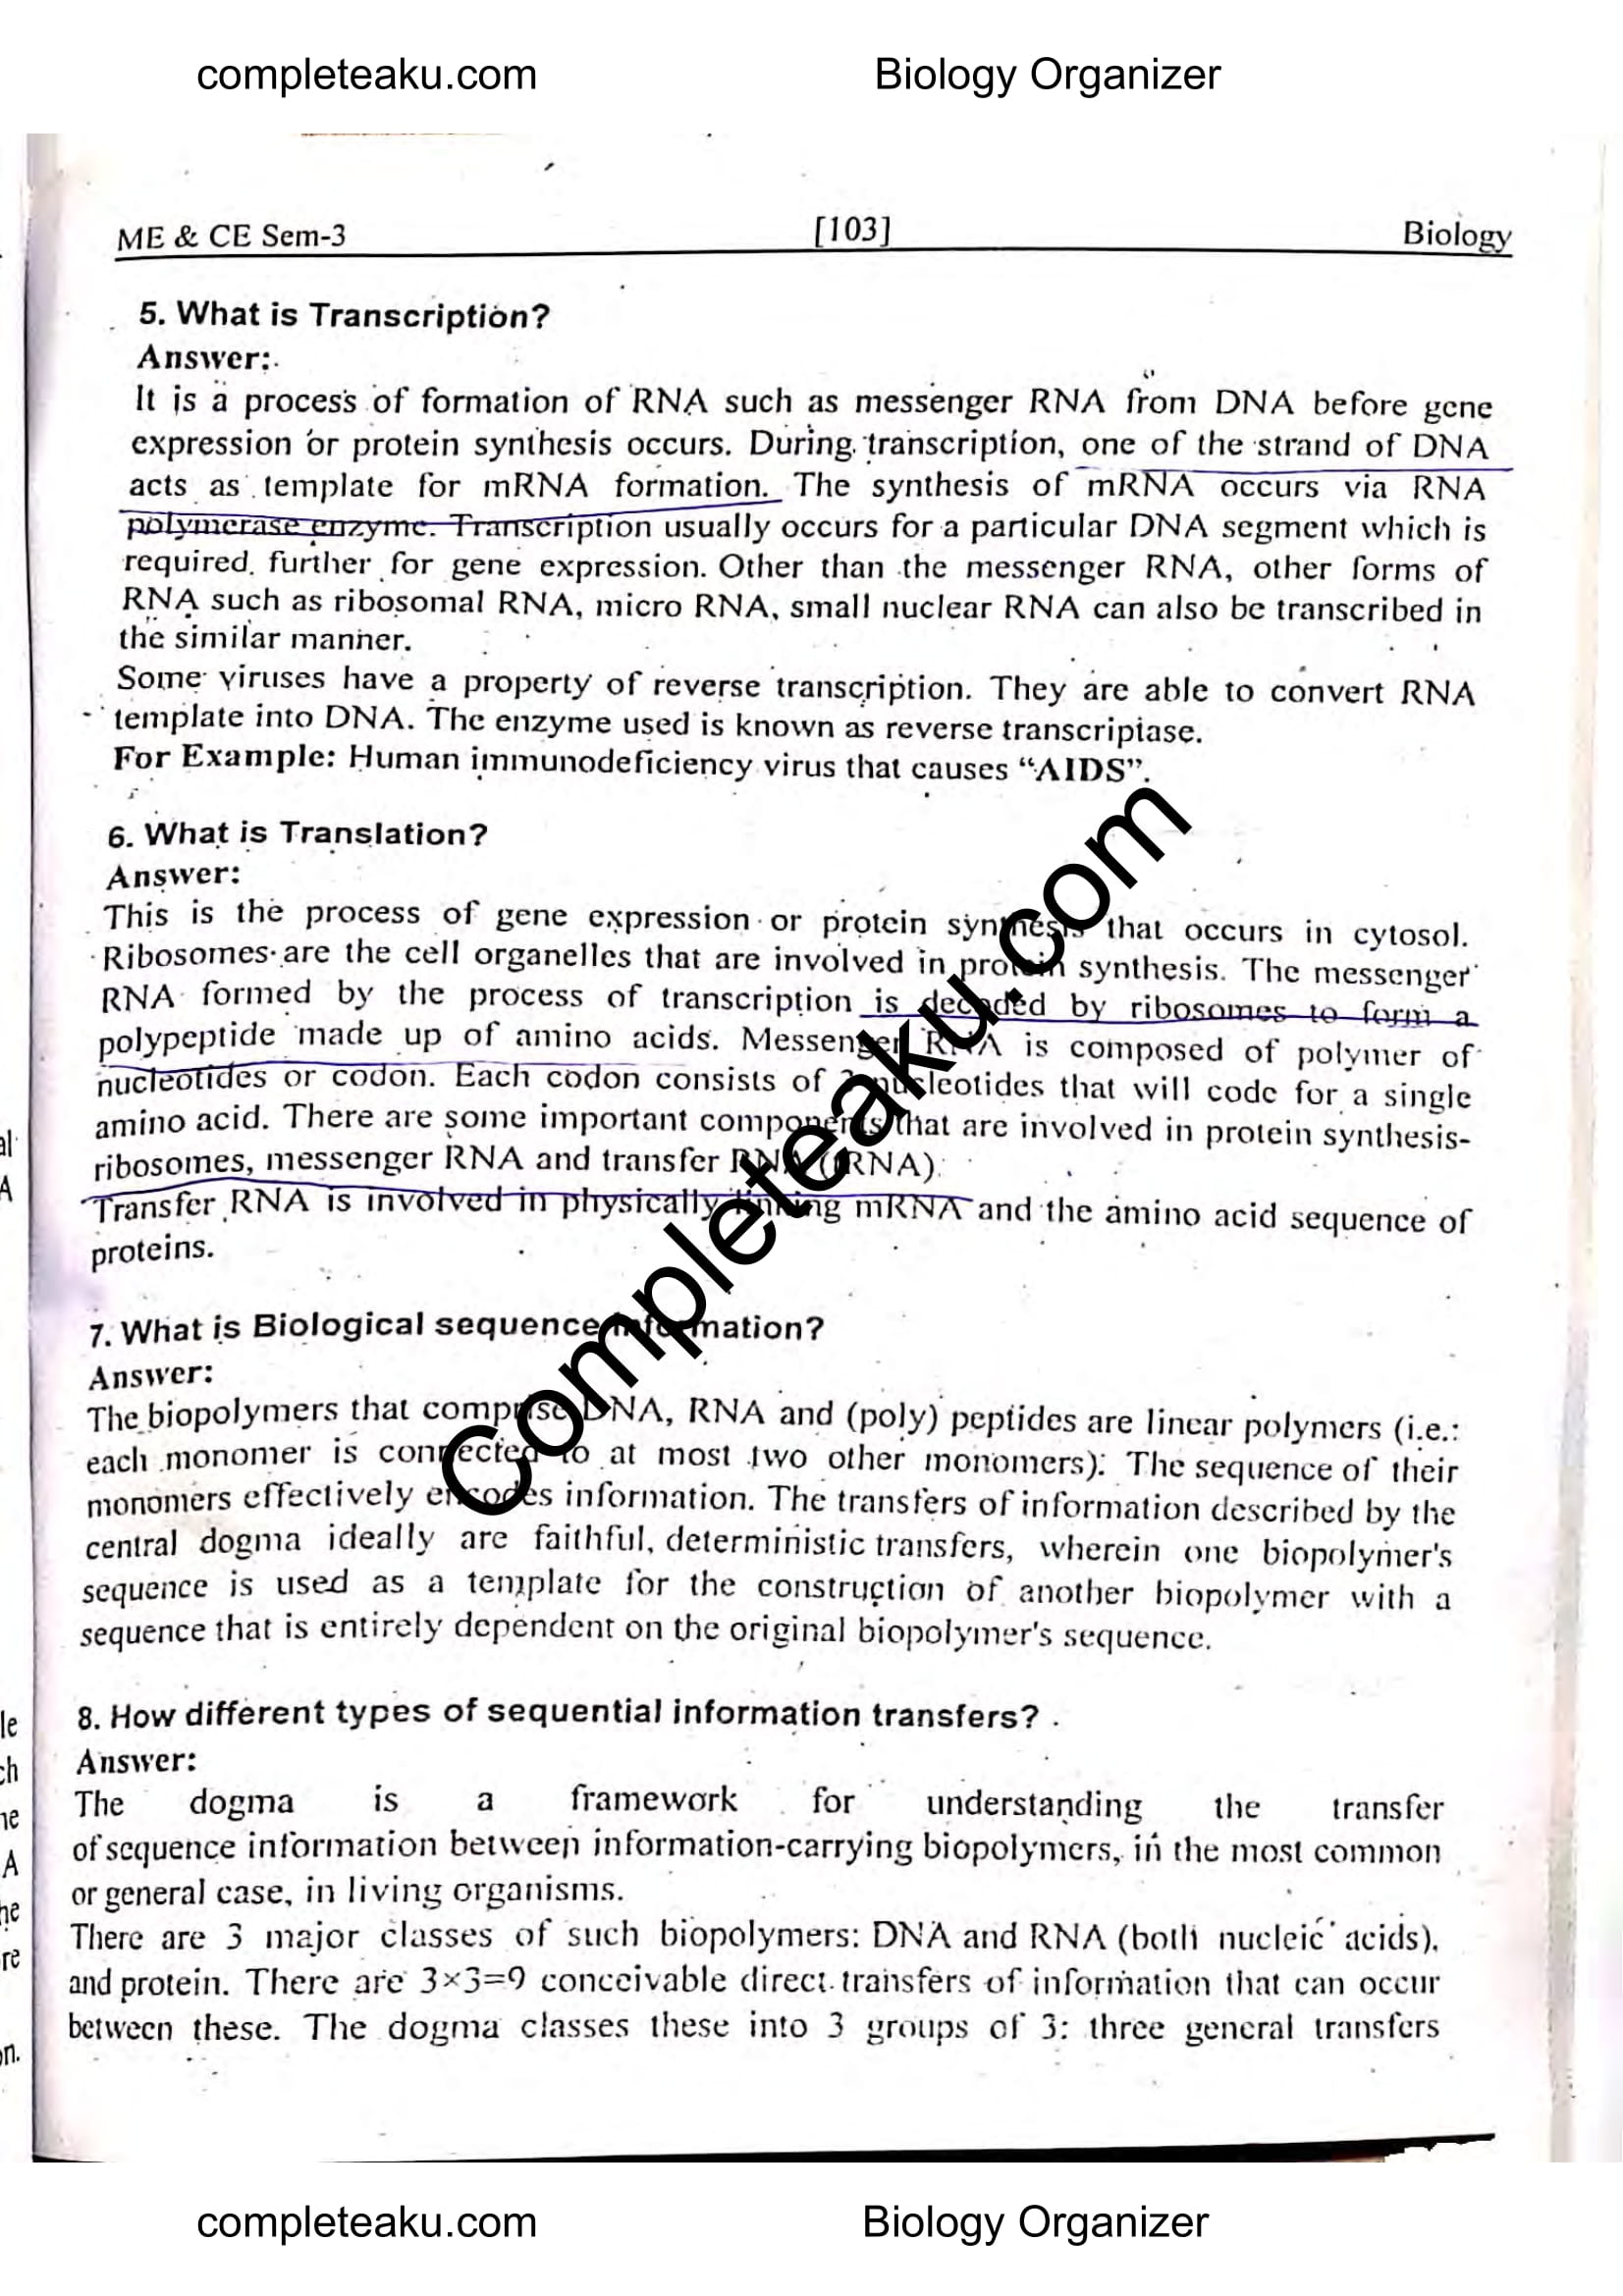 completeaku.com Biology Organizer
ME & CE Sem-3 [103] Biology
5. What is Transcription?
Answer:
It is a process of formation of RNA such as messenger RNA from DNA before gene
expression or protein synthesis occurs. During transcription, one of the strand of DNA
acts as template for mRNA formation. The synthesis of mRNA occurs via RNA
polymerase enzyme. Transcription usually occurs for a particular DNA segment which is
required further for gene expression. Other than the messenger RNA, other forms of
RNA such as ribosomal RNA, micro RNA, small nuclear RNA can also be transcribed in
the similar manner.
Some viruses have a property of reverse transcription. They are able to convert RNA
template into DNA. The enzyme used is known as reverse transcriptase.
For Example: Human immunodeficiency virus that causes “AIDS”.
6. What is Translation?
Answer:
This is the process of gene expression or protein synthesis that occurs in cytosol.
Ribosomes are the cell organelles that are involved in protein synthesis. The messenger
RNA formed by the process of transcription is decoded by ribosomes to form a
polypeptide made up of amino acids. Messenger RNA is composed of polymer of
nucleotides or codon. Each codon consists of 3 nucleotides that will code for a single
amino acid. There are some important components that are involved in protein synthesis-
ribosomes, messenger RNA and transfer RNA (tRNA).
Transfer RNA is involved in physically linking mRNA and the amino acid sequence of
proteins.
7. What is Biological sequence information?
Answer:
The biopolymers that comprise DNA, RNA and (poly) peptides are linear polymers (i.e.:
each monomer is connected to at most two other monomers). The sequence of their
monomers effectively encodes information. The transfers of information described by the
central dogma ideally are faithful, deterministic transfers, wherein one biopolymer's
sequence is used as a template for the construction of another biopolymer with a
sequence that is entirely dependent on the original biopolymer's sequence.
8. How different types of sequential information transfers?
Answer:
The dogma is a framework for understanding the transfer
of sequence information between information-carrying biopolymers, in the most common
or general case, in living organisms.
There are 3 major classes of such biopolymers: DNA and RNA (both nucleic acids),
and protein. There are 3×3=9 conceivable direct transfers of information that can occur
between these. The dogma classes these into 3 groups of 3: three general transfers
Completeaku.com
al
A
le
ch
ne
A
he
re
on.
completeaku.com Biology Organizer